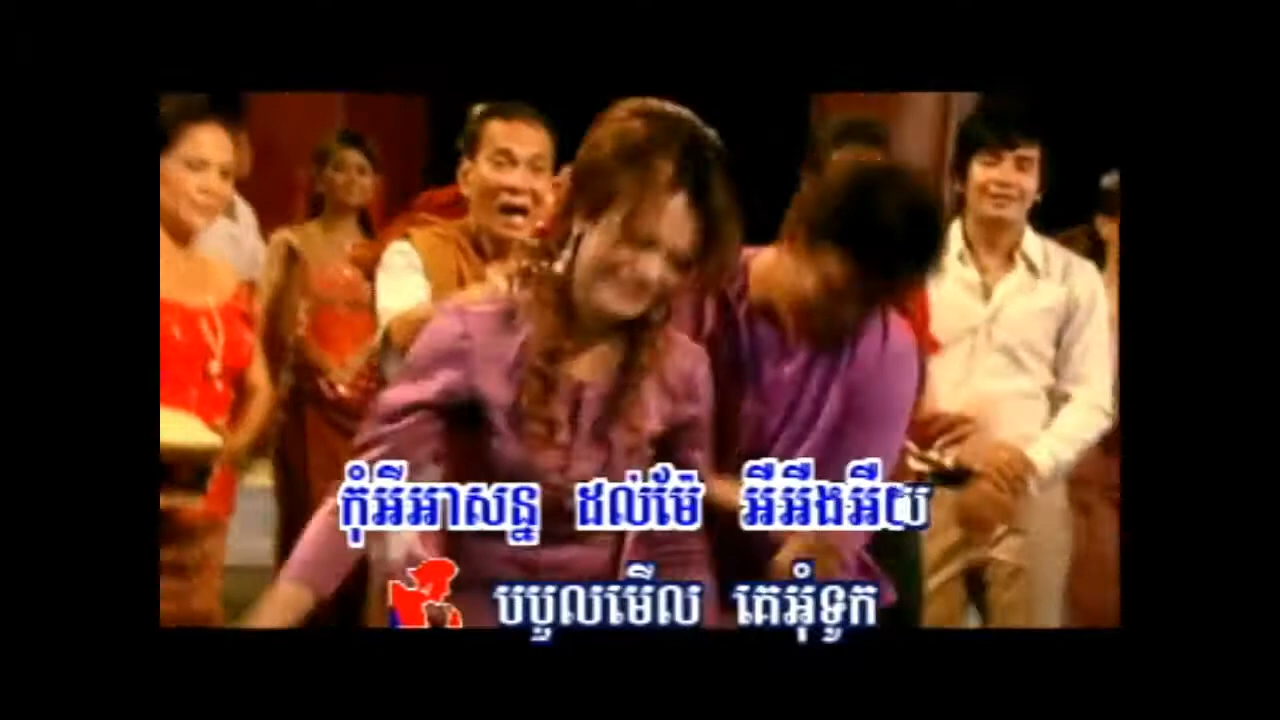 កុំអីអាសន្ន ដល់ម៉ែ អឺអឺងអឺយ
បបួលមើល គេអុំទូក